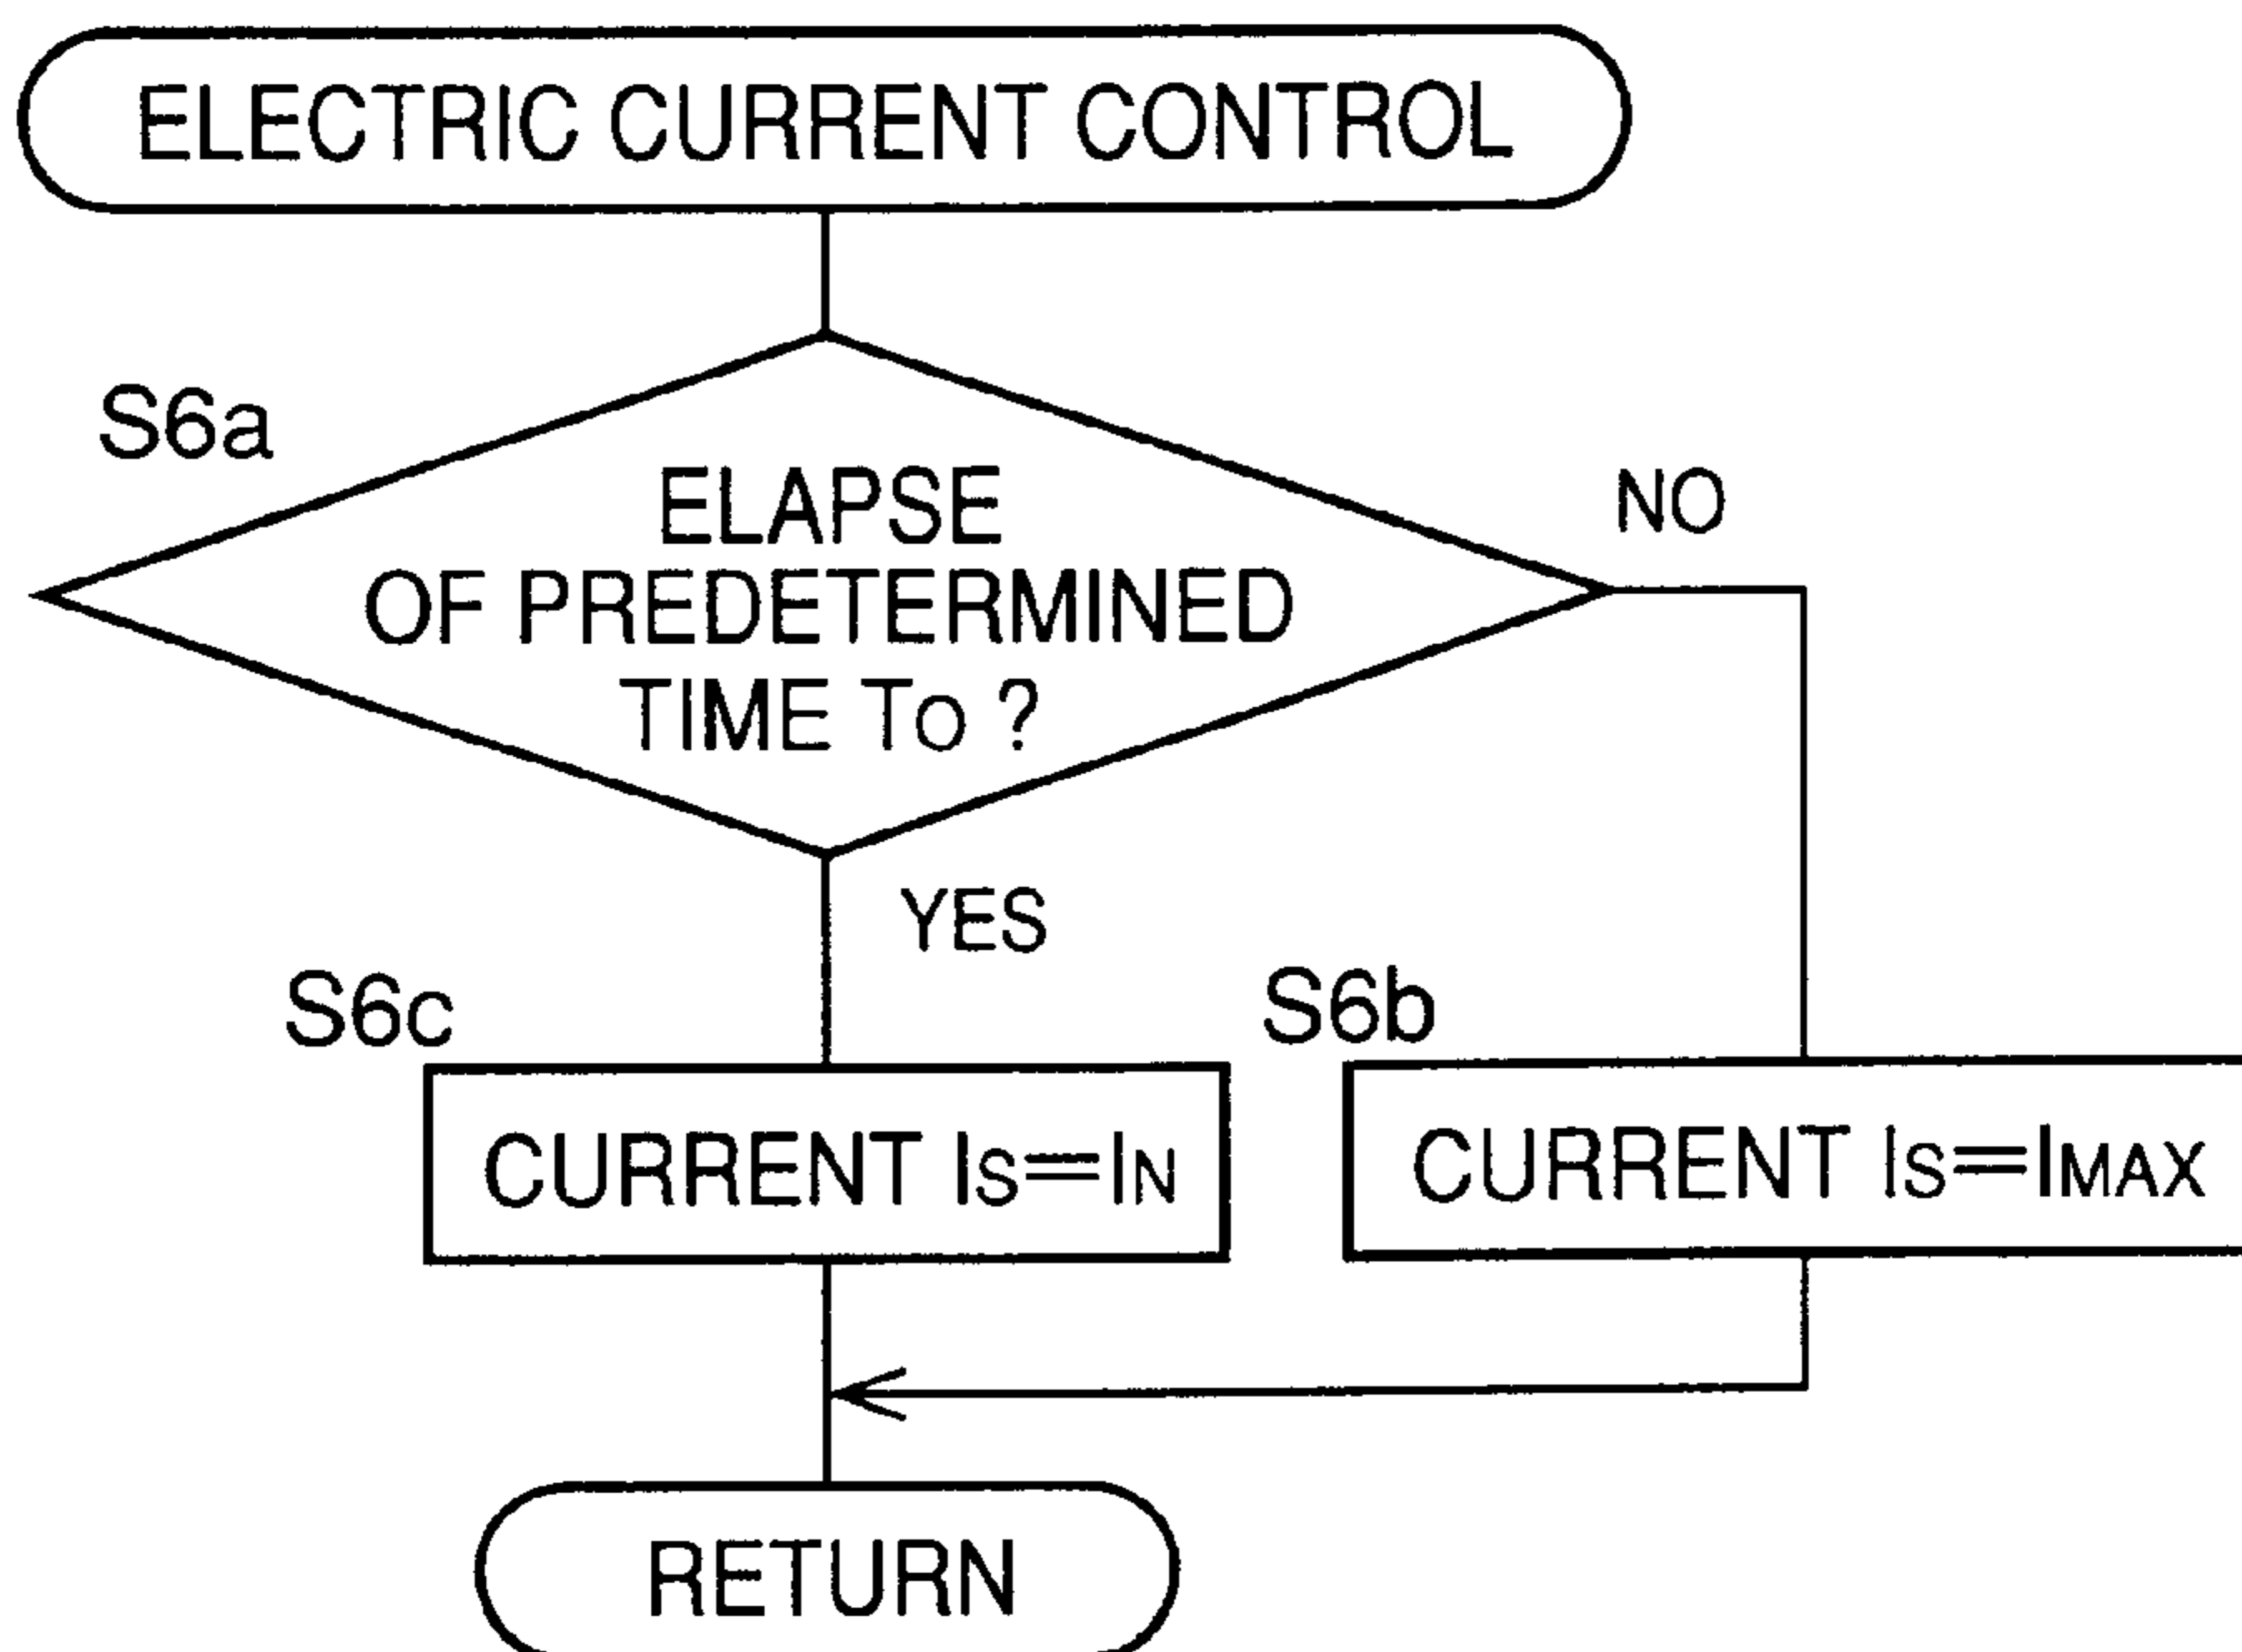 ELECTRIC CURRENT CONTROL
S6a
ELAPSE
OF PREDETERMINED
TIME To ?
NO
YES
S6c
CURRENT IS=IN
S6b
CURRENT IS=IMAX
RETURN